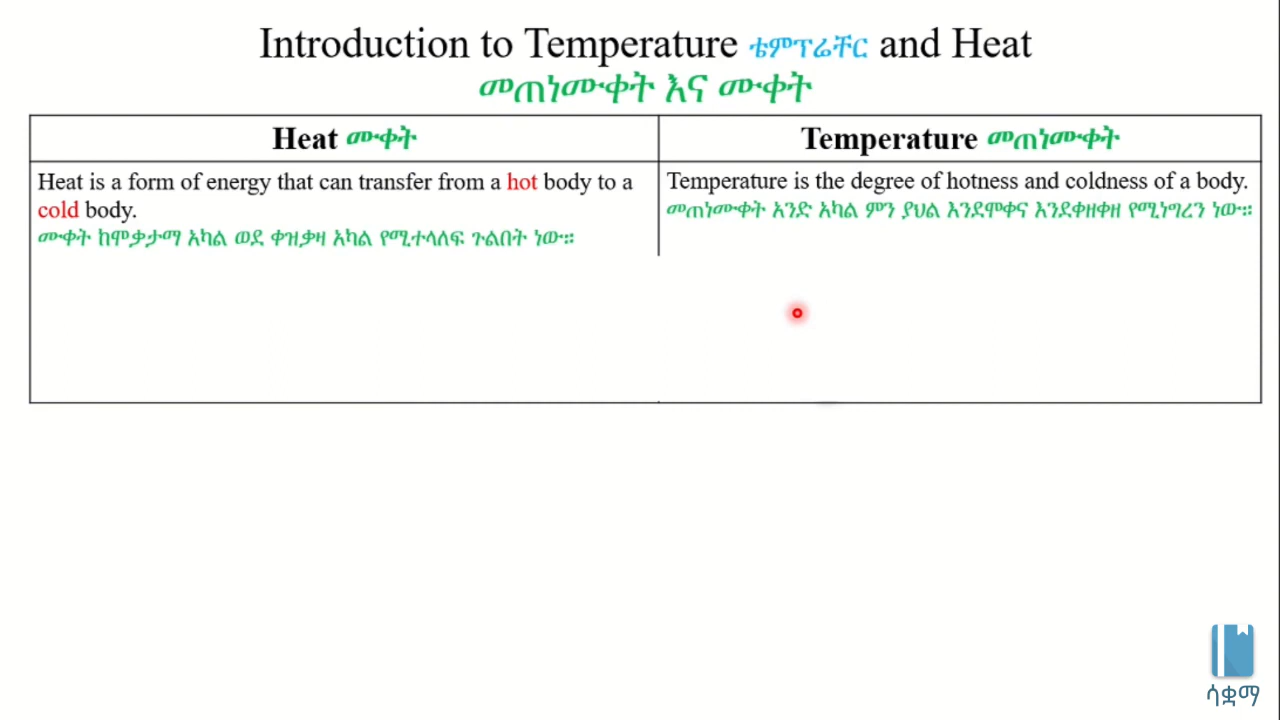 Introduction to Temperature ቴምፕሬቸር and Heat
መጠነሙቀት እና ሙቀት
Heat ሙቀት
Temperature መጠነሙቀት
Heat is a form of energy that can transfer from a hot body to a
cold body.
ሙቀት ከሞቃታማ አካል ወደ ቀዝቃዛ አካል የሚተላለፍ ጉልበት ነው።
Temperature is the degree of hotness and coldness of a body.
መጠነሙቀት አንድ አካል ምን ያህል እንደሞቀና እንደቀዘቀዘ የሚነግረን ነው።
ሳቋማ